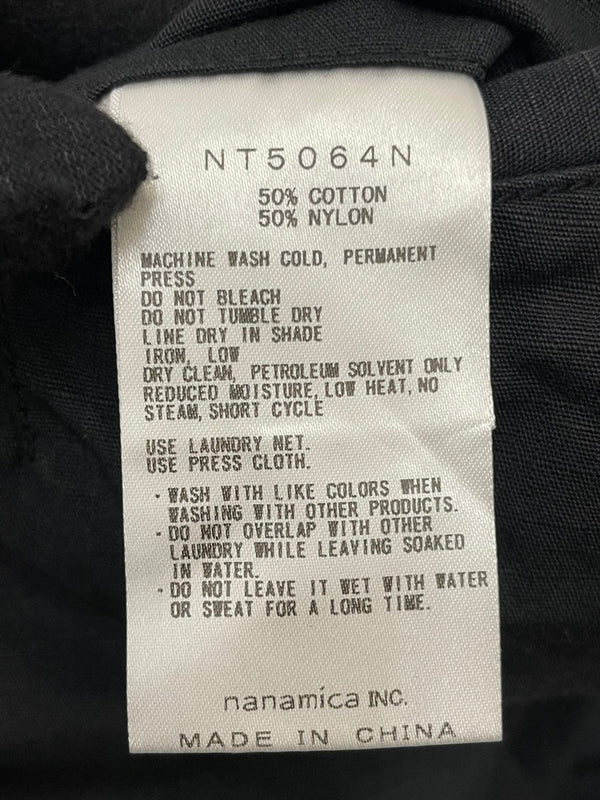 NT5064N
50% COTTON
50% NYLON
MACHINE WASH COLD, PERMANENT
PRESS
DO NOT BLEACH
DO NOT TUMBLE DRY
LINE DRY IN SHADE
IRON, LOW
DRY CLEAN, PETROLEUM SOLVENT ONLY
REDUCED MOISTURE, LOW HEAT, NO
STEAM, SHORT CYCLE
USE LAUNDRY NET.
USE PRESS CLOTH.
・WASH WITH LIKE COLORS WHEN
WASHING WITH OTHER PRODUCTS.
・DO NOT OVERLAP WITH OTHER
LAUNDRY WHILE LEAVING SOAKED
IN WATER.
・DO NOT LEAVE IT WET WITH WATER
OR SWEAT FOR A LONG TIME.
nanamica INC.
MADE IN CHINA